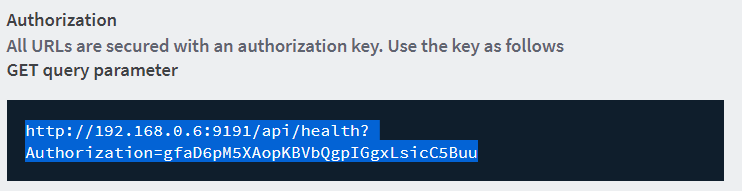 Authorization
All URLs are secured with an authorization key. Use the key as follows
GET query parameter
http://192.168.0.6:9191/api/health?
Authorization=gfaD6pM5XAopKBVbQgpIGgxLsicC5Buu